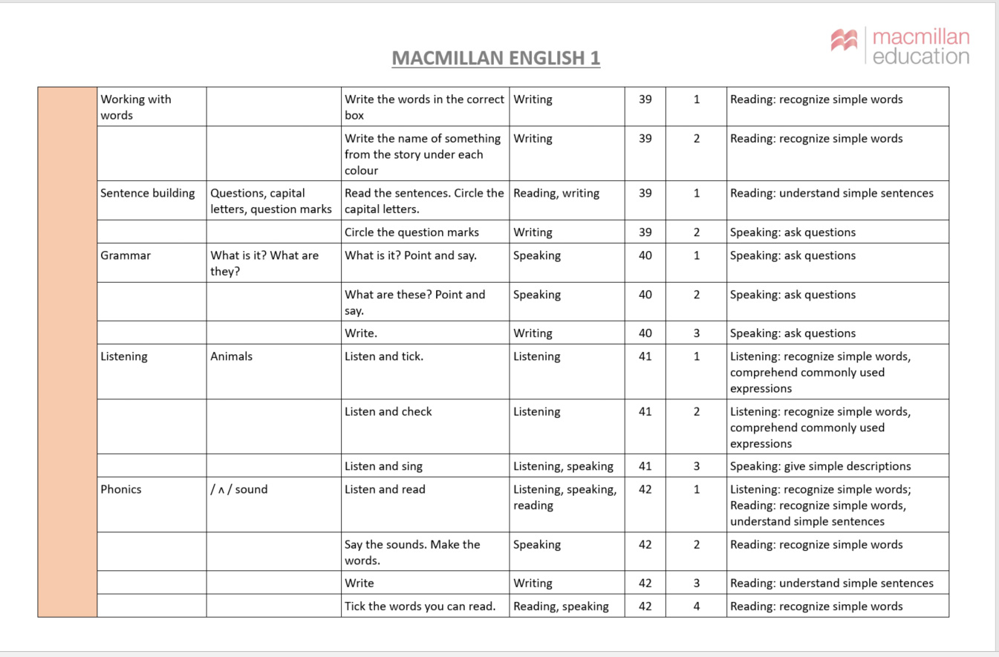 macmillan
education
MACMILLAN ENGLISH 1
Working with words | | Write the words in the correct box | Writing | 39 | 1 | Reading: recognize simple words
Write the name of something from the story under each colour | Writing | 39 | 2 | Reading: recognize simple words
Sentence building | Questions, capital letters, question marks | Read the sentences. Circle the capital letters. | Reading, writing | 39 | 1 | Reading: understand simple sentences
Circle the question marks | Writing | 39 | 2 | Speaking: ask questions
Grammar | What is it? What are they? | What is it? Point and say. | Speaking | 40 | 1 | Speaking: ask questions
What are these? Point and say. | Speaking | 40 | 2 | Speaking: ask questions
Write. | Writing | 40 | 3 | Speaking: ask questions
Listening | Animals | Listen and tick. | Listening | 41 | 1 | Listening: recognize simple words, comprehend commonly used expressions
Listen and check | Listening | 41 | 2 | Listening: recognize simple words, comprehend commonly used expressions
Listen and sing | Listening, speaking | 41 | 3 | Speaking: give simple descriptions
Phonics | / ʌ / sound | Listen and read | Listening, speaking, reading | 42 | 1 | Listening: recognize simple words; Reading: recognize simple words, understand simple sentences
Say the sounds. Make the words. | Speaking | 42 | 2 | Reading: recognize simple words
Write | Writing | 42 | 3 | Reading: understand simple sentences
Tick the words you can read. | Reading, speaking | 42 | 4 | Reading: recognize simple words